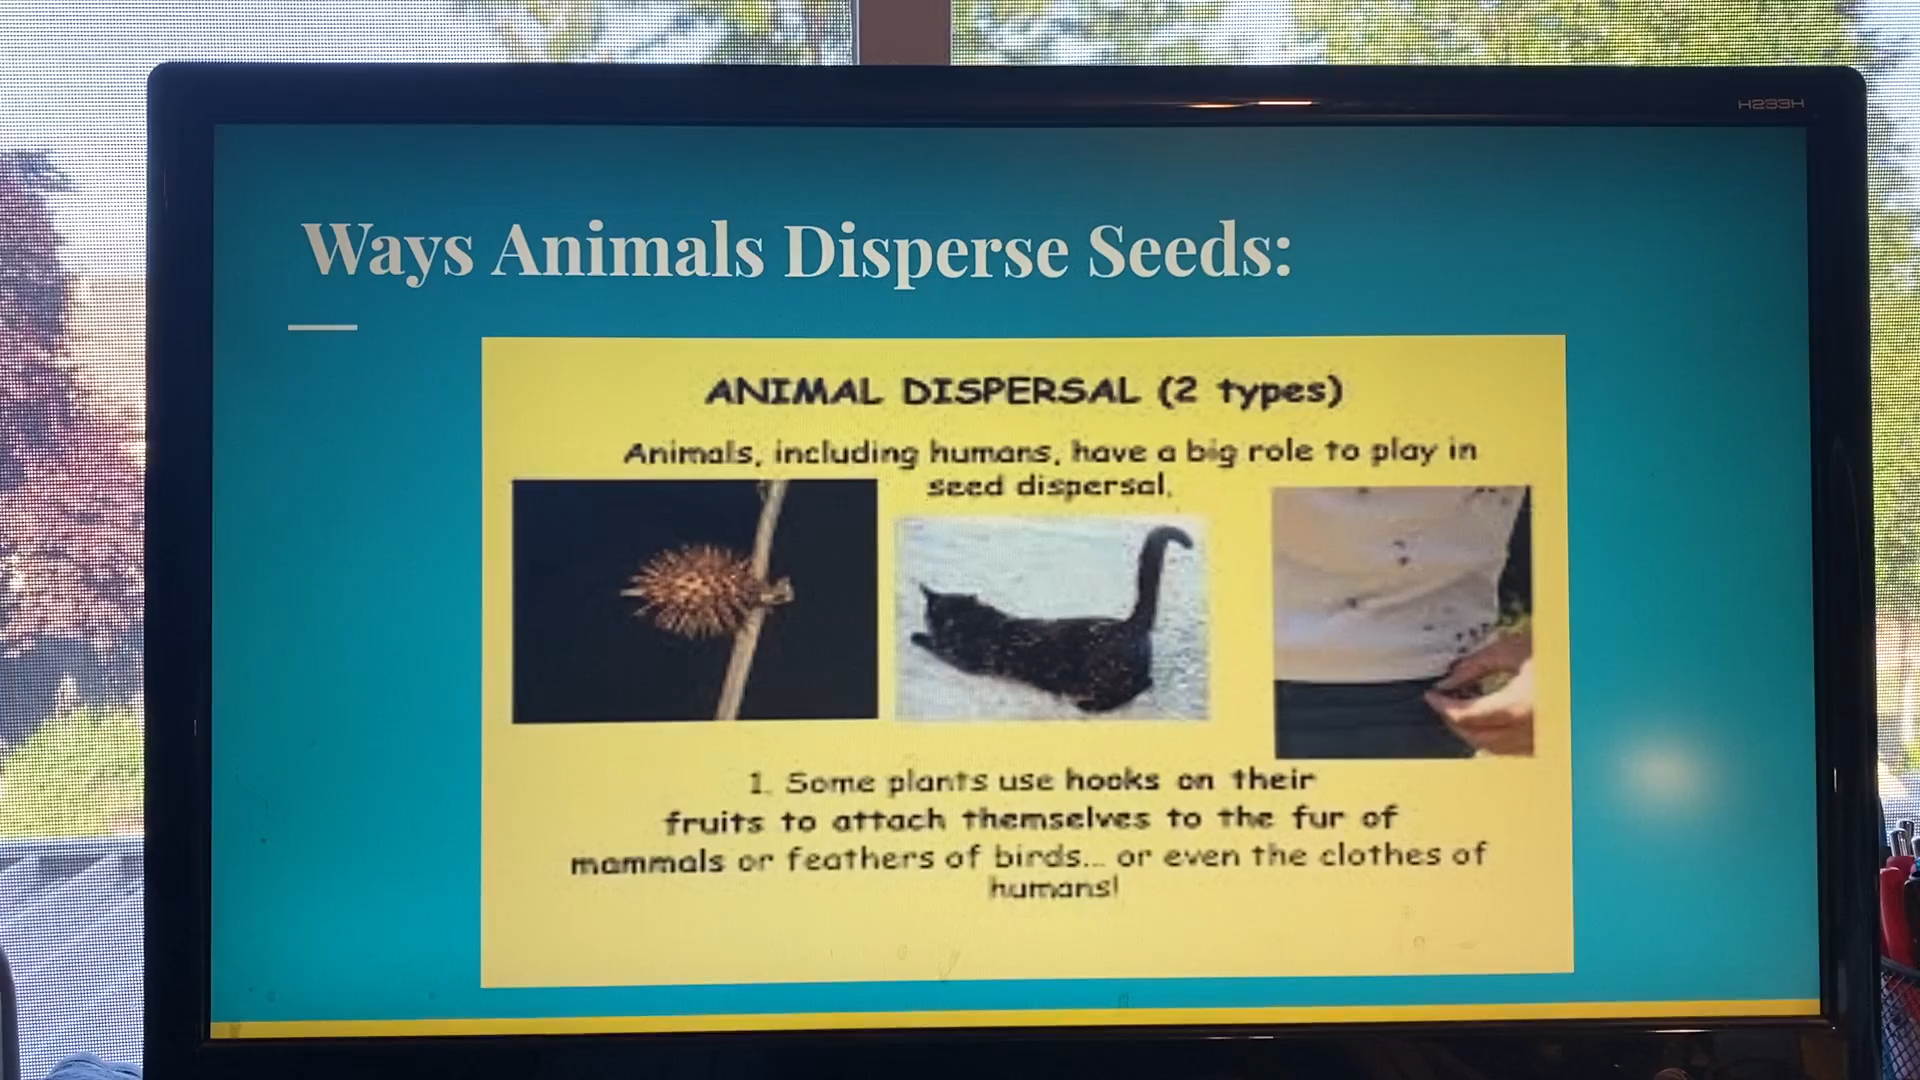 H233H
Ways Animals Disperse Seeds:
ANIMAL DISPERSAL (2 types)
Animals, including humans, have a big role to play in
seed dispersal.
1. Some plants use hooks on their
fruits to attach themselves to the fur of
mammals or feathers of birds... or even the clothes of
humans!